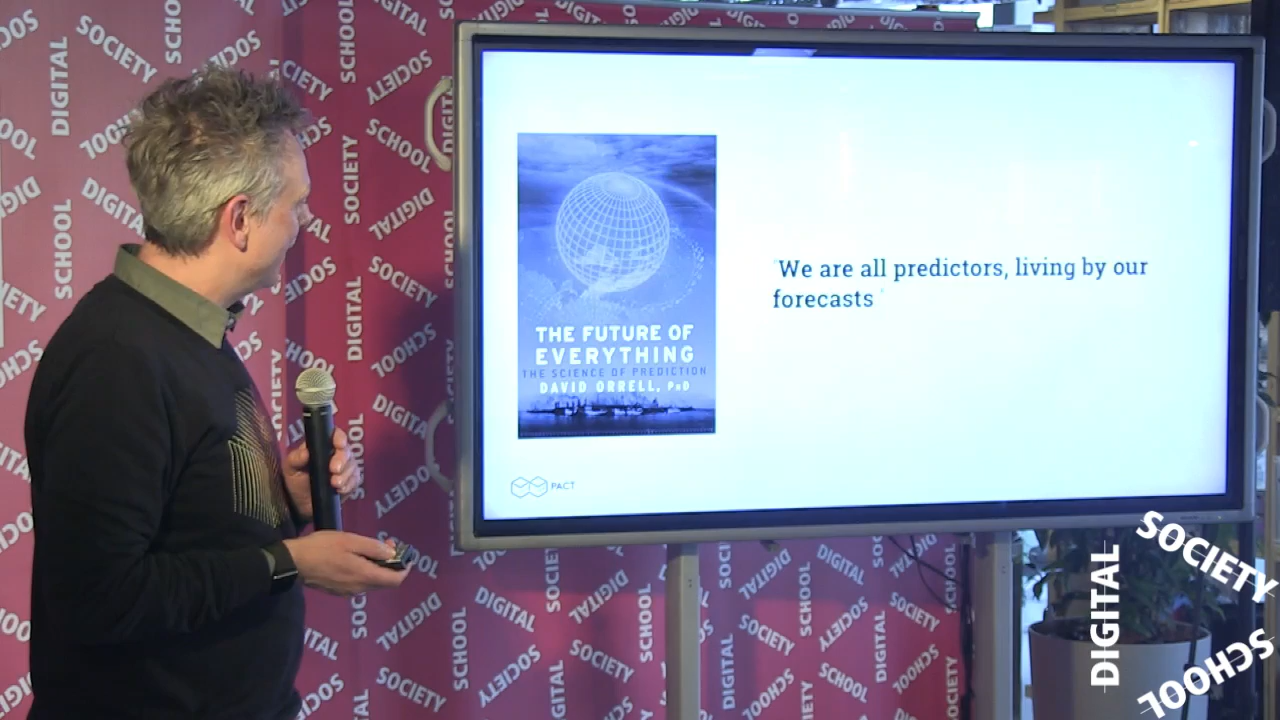 THE FUTURE OF
EVERYTHING
THE SCIENCE OF PREDICTION
DAVID ORRELL, PhD
"We are all predictors, living by our
forecasts"
PACT
DIGITAL
SOCIETY
SCHOOL